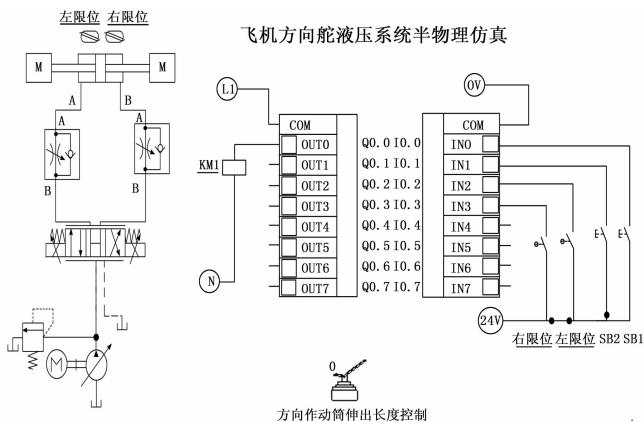 左限位 右限位
飞机方向舵液压系统半物理仿真
M M
A B
A A
B B
M
L1
0V
COM COM
OUT0 Q0.0 I0.0 IN0
KM1 OUT1 Q0.1 I0.1 IN1
OUT2 Q0.2 I0.2 IN2
OUT3 Q0.3 I0.3 IN3
OUT4 Q0.4 I0.4 IN4
OUT5 Q0.5 I0.5 IN5
N OUT6 Q0.6 I0.6 IN6
OUT7 Q0.7 I0.7 IN7
24V
右限位 左限位 SB2 SB1
0
方向作动筒伸出长度控制